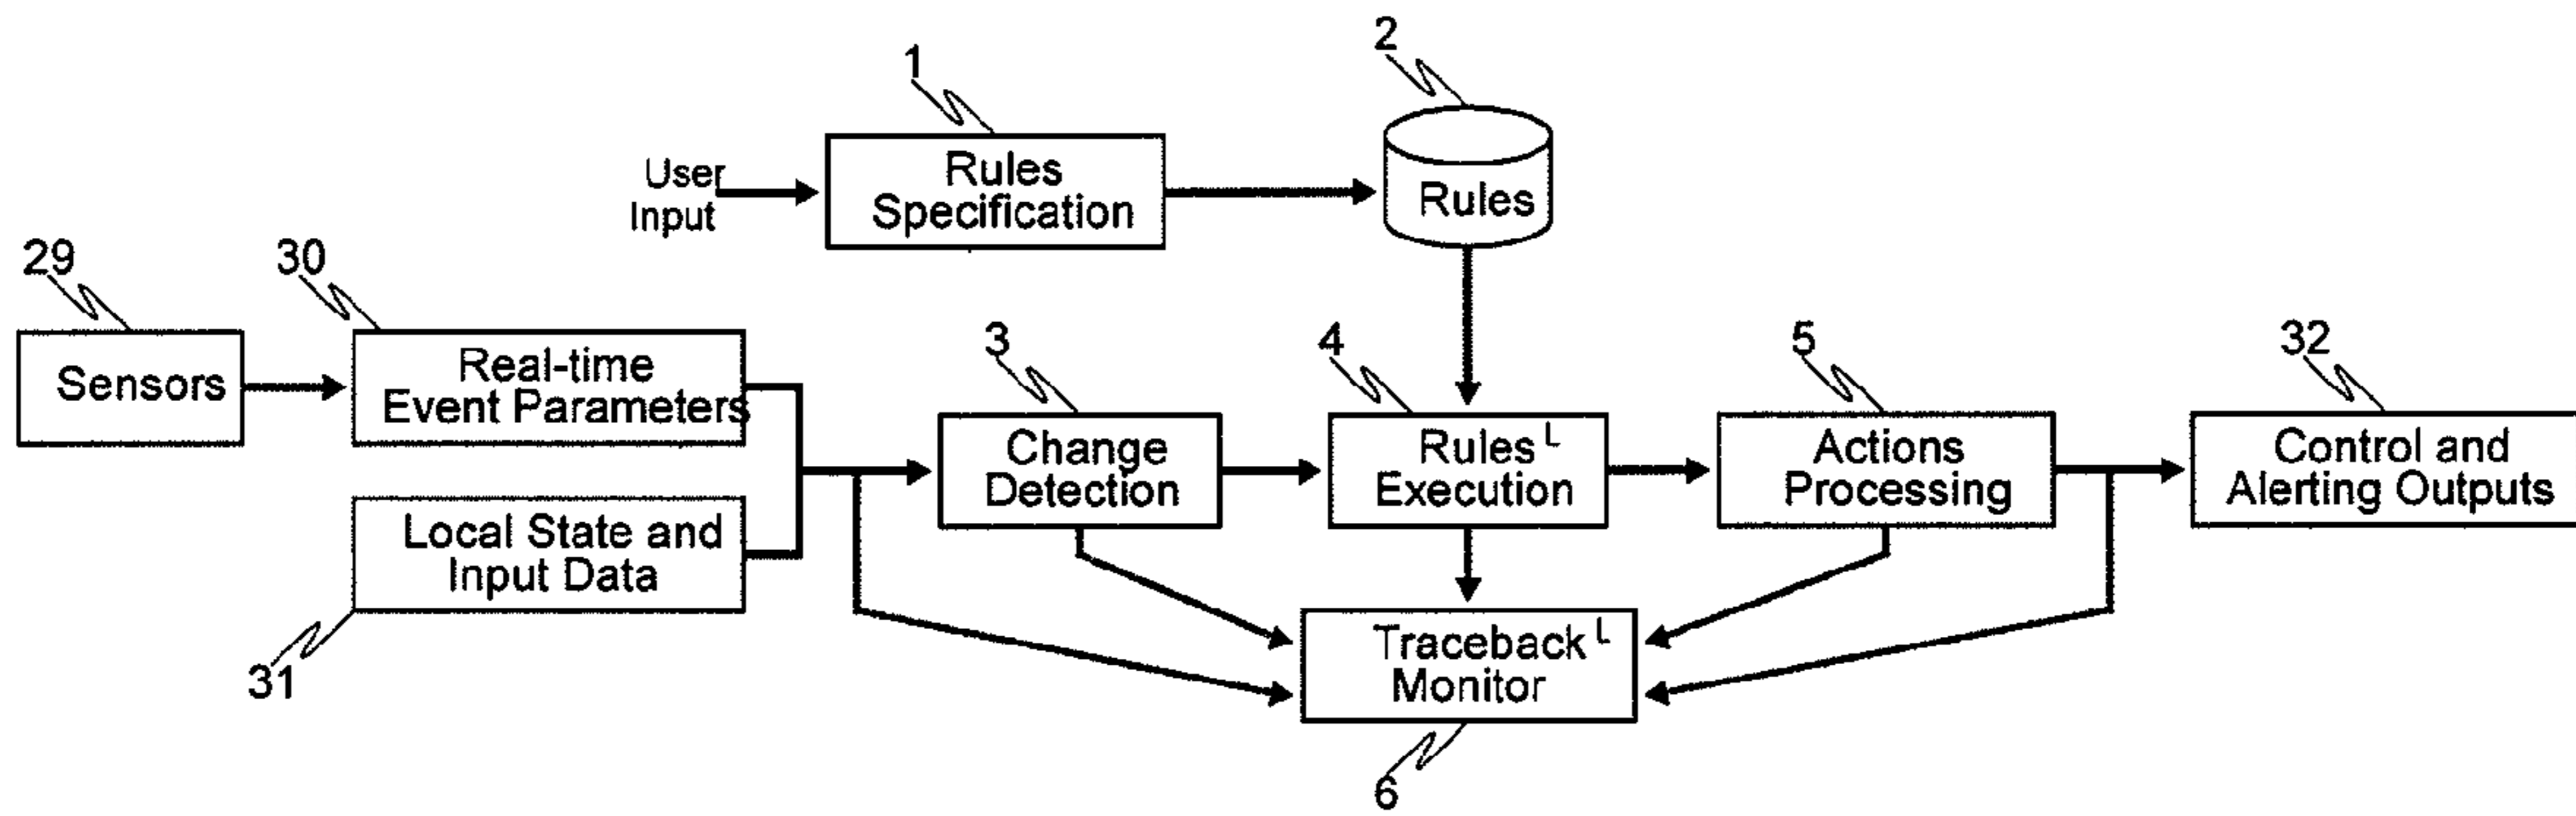 1
2
User
Input
Rules
Specification
Rules
29
30
Sensors
Real-time
Event Parameters
31
Local State and
Input Data
3
Change
Detection
4
Rules L
Execution
5
Actions
Processing
32
Control and
Alerting Outputs
Traceback L
Monitor
6